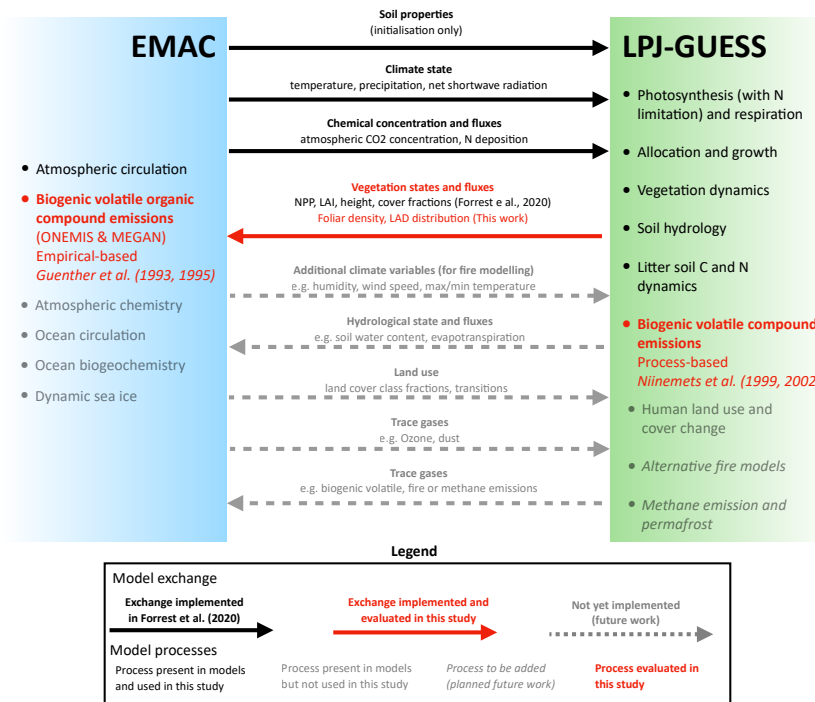 EMAC
• Atmospheric circulation
• Biogenic volatile organic
compound emissions
(ONEMIS & MEGAN)
Empirical-based
Guenther et al. (1993, 1995)
• Atmospheric chemistry
• Ocean circulation
• Ocean biogeochemistry
• Dynamic sea ice
Soil properties
(initialisation only)
Climate state
temperature, precipitation, net shortwave radiation
Chemical concentration and fluxes
atmospheric CO2 concentration, N deposition
Vegetation states and fluxes
NPP, LAI, height, cover fractions (Forrest et al., 2020)
Foliar density, LAD distribution (This work)
Additional climate variables (for fire modelling)
e.g. humidity, wind speed, max/min temperature
Hydrological state and fluxes
e.g. soil water content, evapotranspiration
Land use
land cover class fractions, transitions
Trace gases
e.g. Ozone, dust
Trace gases
e.g. biogenic volatile, fire or methane emissions
LPJ-GUESS
• Photosynthesis (with N
limitation) and respiration
• Allocation and growth
• Vegetation dynamics
• Soil hydrology
• Litter soil C and N
dynamics
• Biogenic volatile compound
emissions
Process-based
Niinemets et al. (1999, 2002
• Human land use and
cover change
• Alternative fire models
• Methane emission and
permafrost
Legend
Model exchange
Exchange implemented
in Forrest et al. (2020)
Exchange implemented and
evaluated in this study
Not yet implemented
(future work)
Model processes
Process present in models
and used in this study
Process present in models
but not used in this study
Process to be added
(planned future work)
Process evaluated in
this study